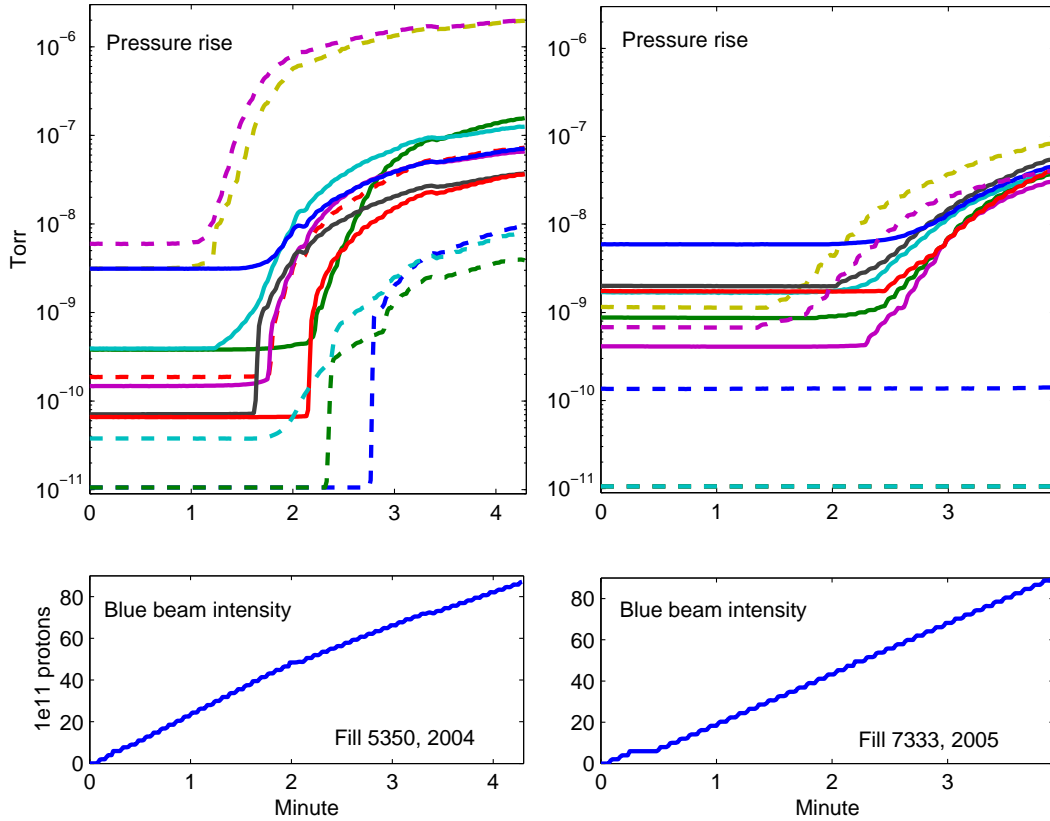 Pressure rise
Torr
10−6
10−7
10−8
10−9
10−10
10−11
0 1 2 3 4
Pressure rise
10−6
10−7
10−8
10−9
10−10
10−11
0 1 2 3
Blue beam intensity
1e11 protons
80
60
40
20
0
Fill 5350, 2004
0 1 2 3 4
Minute
Blue beam intensity
80
60
40
20
0
Fill 7333, 2005
0 1 2 3
Minute